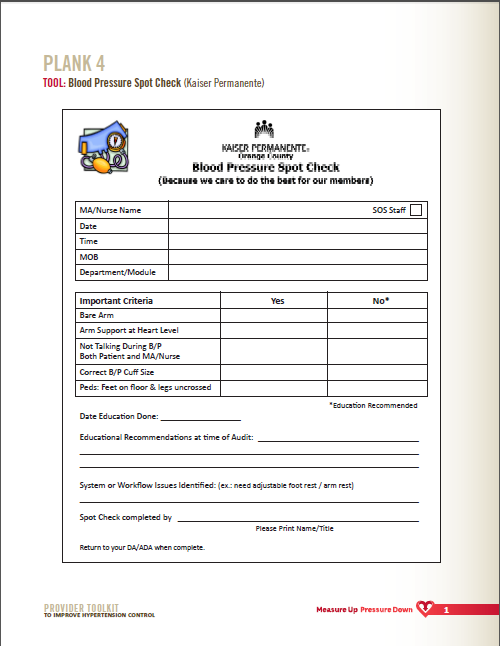 PLANK 4
TOOL: Blood Pressure Spot Check (Kaiser Permanente)
KAISER PERMANENTE®
Orange County
Blood Pressure Spot Check
(Because we care to do the best for our members)
MA/Nurse Name
SOS Staff
Date
Time
MOB
Department/Module
Important Criteria Yes No*
Bare Arm
Arm Support at Heart Level
Not Talking During B/P
Both Patient and MA/Nurse
Correct B/P Cuff Size
Peds: Feet on floor & legs uncrossed
*Education Recommended
Date Education Done:
Educational Recommendations at time of Audit:
System or Workflow Issues Identified: (ex.: need adjustable foot rest / arm rest)
Spot Check completed by
Please Print Name/Title
Return to your DA/ADA when complete.
PROVIDER TOOLKIT
TO IMPROVE HYPERTENSION CONTROL
Measure Up Pressure Down 1